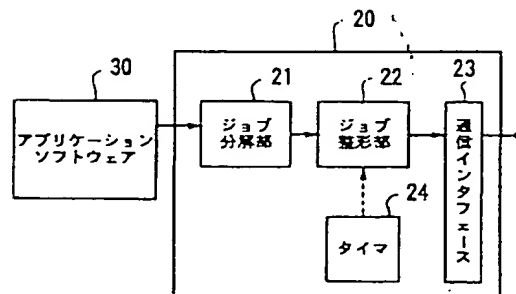 20
30
21
22
23
アプリケーション
ソフトウェア
ジョブ
分解部
ジョブ
整形部
通信インタフェース
24
タイマ